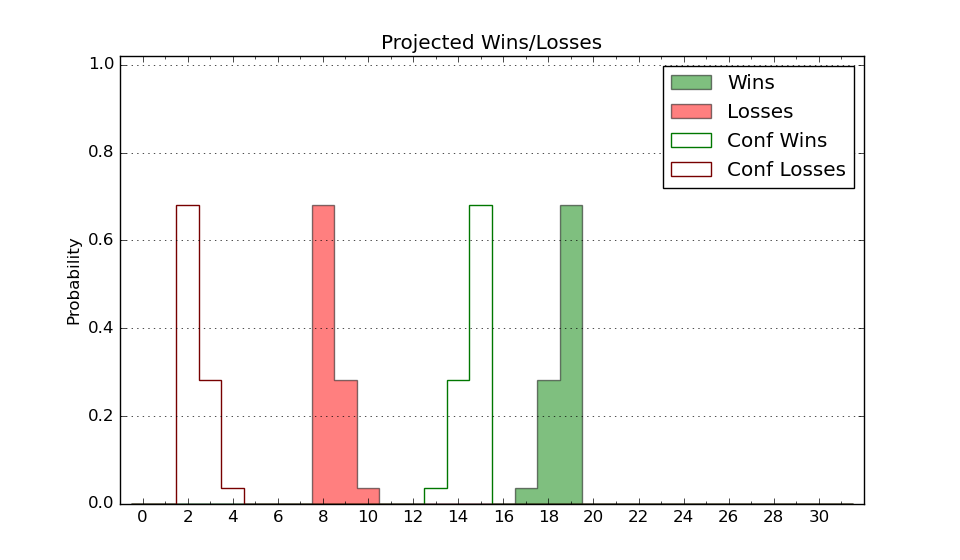 Projected Wins/Losses
1.0
0.8
0.6
0.4
0.2
0.0
Probability
Wins
Losses
Conf Wins
Conf Losses
0 2 4 6 8 10 12 14 16 18 20 22 24 26 28 30